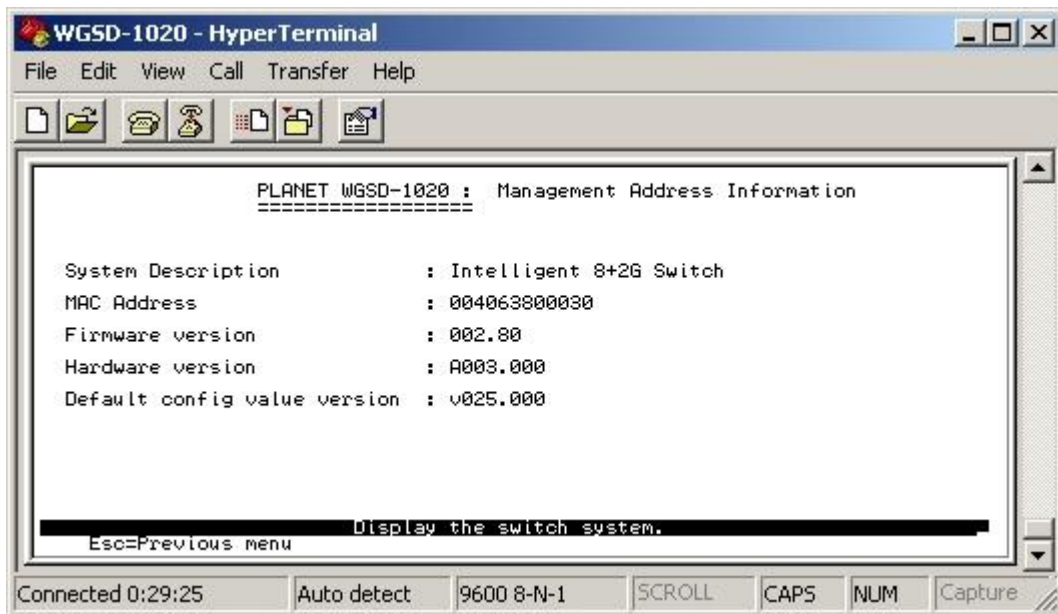 WGSD-1020 - HyperTerminal
File Edit View Call Transfer Help
PLANET WGSD-1020 : Management Address Information
===================
System Description : Intelligent 8+2G Switch
MAC Address : 004063800030
Firmware version : 002.80
Hardware version : A003.000
Default config value version : v025.000
Display the switch system.
Esc=Previous menu
Connected 0:29:25 Auto detect 9600 8-N-1 SCROLL CAPS NUM Capture